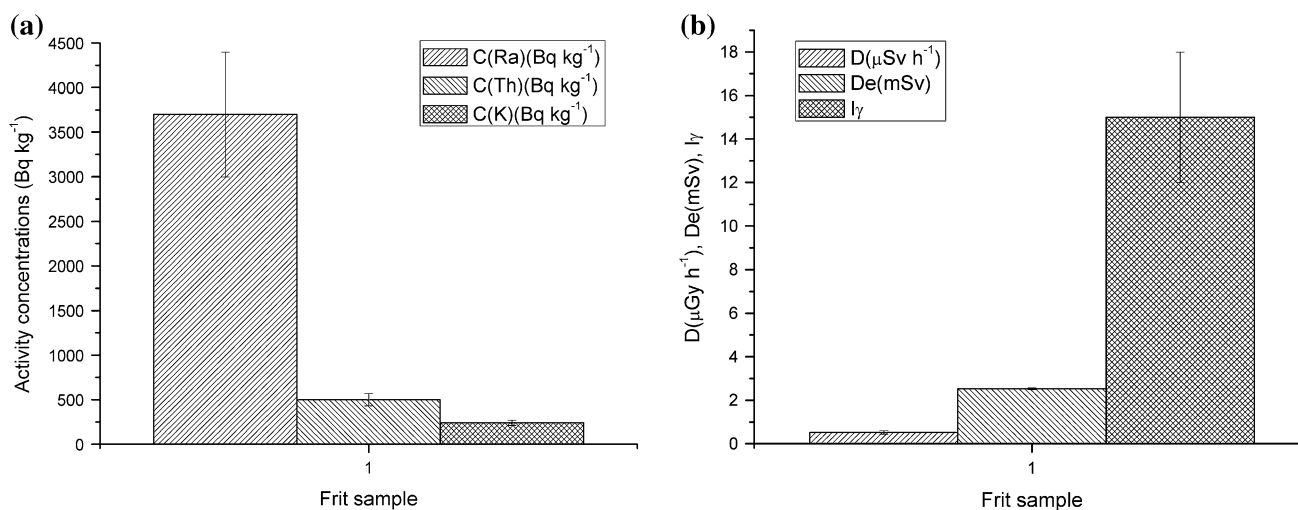 (a)
4500
4000
3500
3000
2500
2000
1500
1000
500
0
Activity concentrations (Bq kg⁻¹)
C(Ra)(Bq kg⁻¹)
C(Th)(Bq kg⁻¹)
C(K)(Bq kg⁻¹)
1
Frit sample
(b)
18
16
14
12
10
8
6
4
2
0
D(μGy h⁻¹), De(mSv), Iγ
D(μSv h⁻¹)
De(mSv)
Iγ
1
Frit sample